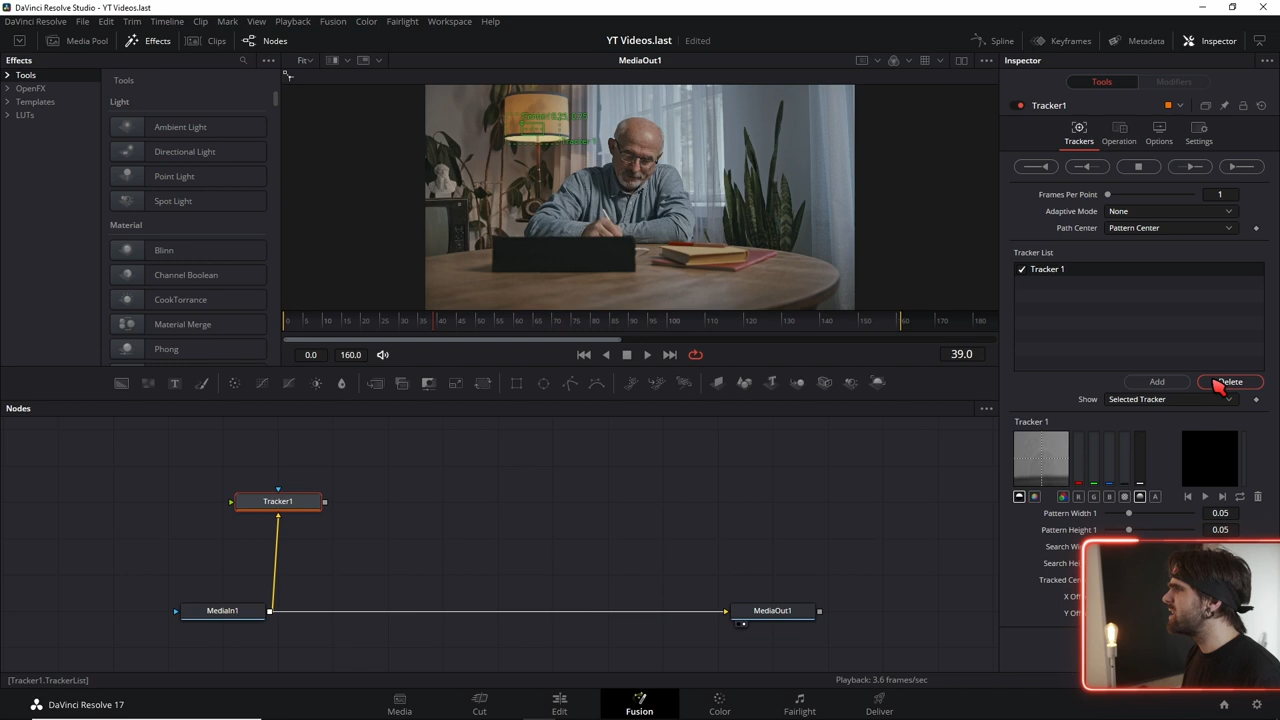 DaVinci Resolve Studio - YT Videos.last
DaVinci Resolve File Edit Trim Timeline Clip Mark View Playback Fusion Color Fairlight Workspace Help
Media Pool Effects Clips Nodes YT Videos.last Edited Spline Keyframes Metadata Inspector
Effects Fit MediaOut1 Inspector
Tools
OpenFX
Templates
LUTs
Tools
Light
Ambient Light
Directional Light
Point Light
Spot Light
Material
Blinn
Channel Boolean
CookTorrance
Material Merge
Phong
Tracker 1
0 5 10 15 20 25 30 35 40 45 50 55 60 65 70 75 80 85 90 95 100 110 120 130 140 150 160 170 180
0.0 160.0 39.0
Tools Modifiers
Tracker1
Trackers Operation Options Settings
Frames Per Point 1
Adaptive Mode None
Path Center Pattern Center
Tracker List
✓ Tracker 1
Add Delete
Show Selected Tracker
Tracker 1
R G B A
Pattern Width 1 0.05
Pattern Height 1 0.05
Nodes
Tracker1
MediaIn1
MediaOut1
[Tracker1.TrackerList] Playback: 3.6 frames/sec
DaVinci Resolve 17
Media Cut Edit Fusion Color Fairlight Deliver